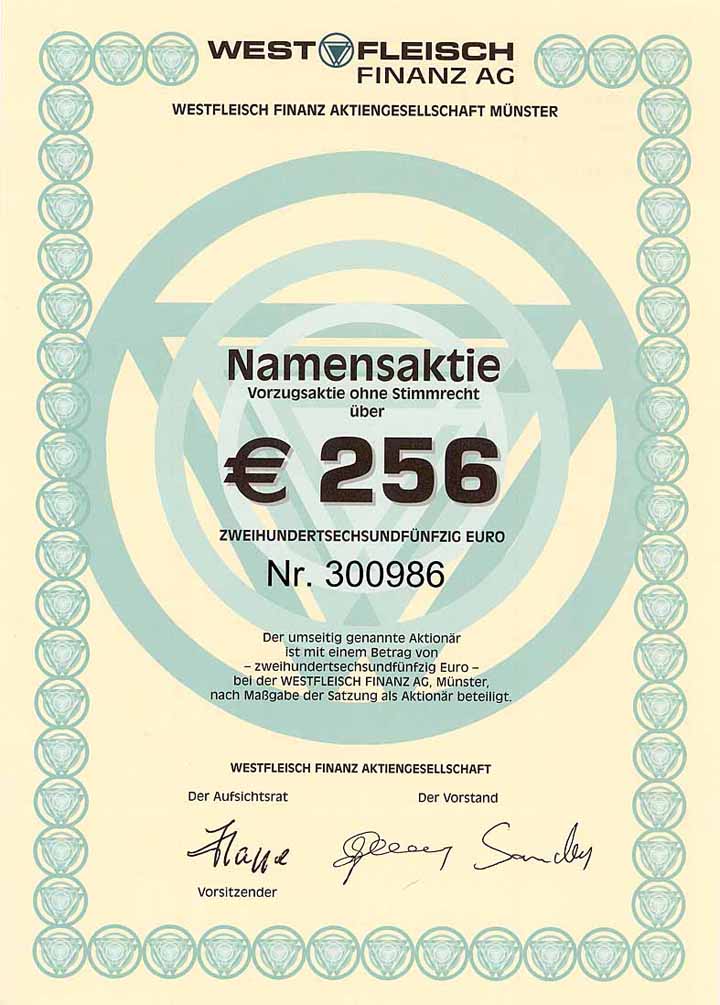 WESTFLEISCH
FINANZ AG
WESTFLEISCH FINANZ AKTIENGESELLSCHAFT MÜNSTER
Namensaktie
Vorzugsaktie ohne Stimmrecht
über
€ 256
ZWEIHUNDERTSECHSUNDFÜNFZIG EURO
Nr. 300986
Der umseitig genannte Aktionär
ist mit einem Betrag von
– zweihundertsechsundfünfzig Euro –
bei der WESTFLEISCH FINANZ AG, Münster,
nach Maßgabe der Satzung als Aktionär beteiligt.
WESTFLEISCH FINANZ AKTIENGESELLSCHAFT
Der Aufsichtsrat Der Vorstand
Vorsitzender